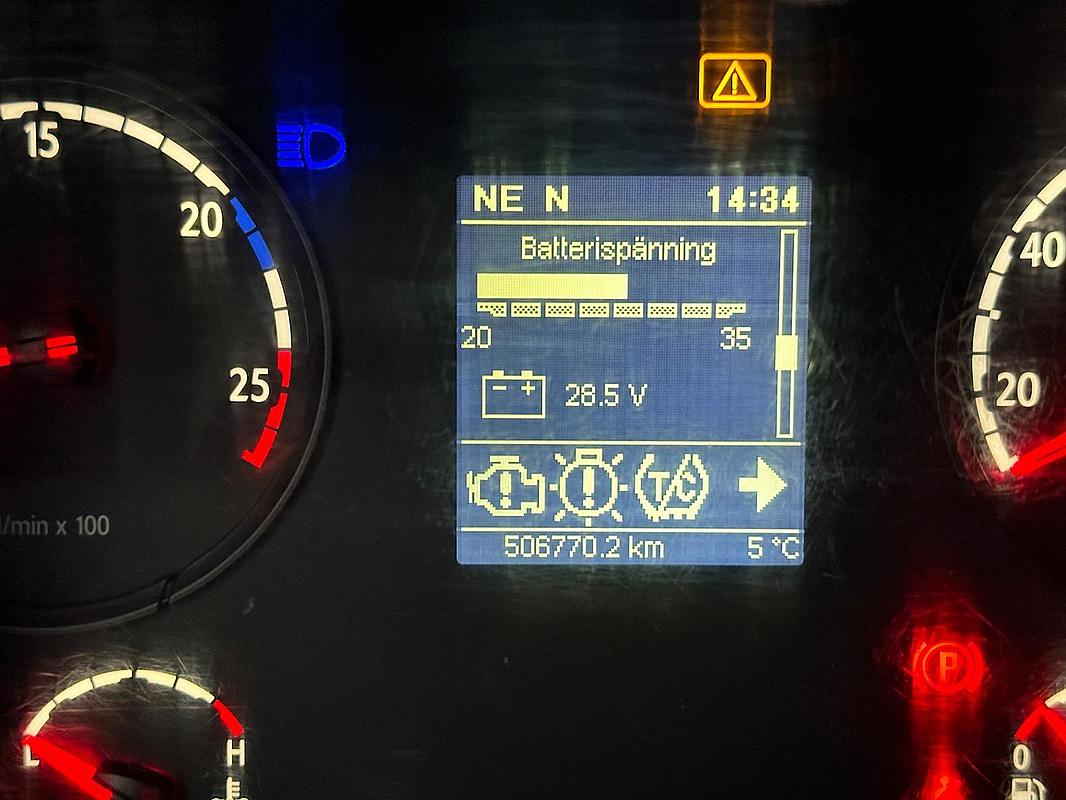 NE N 14:34
Batterispänning
20 35
28.5 V
T/C
506770.2 km 5 °C
15
20
25
/min x 100
40
20
P
L H
0